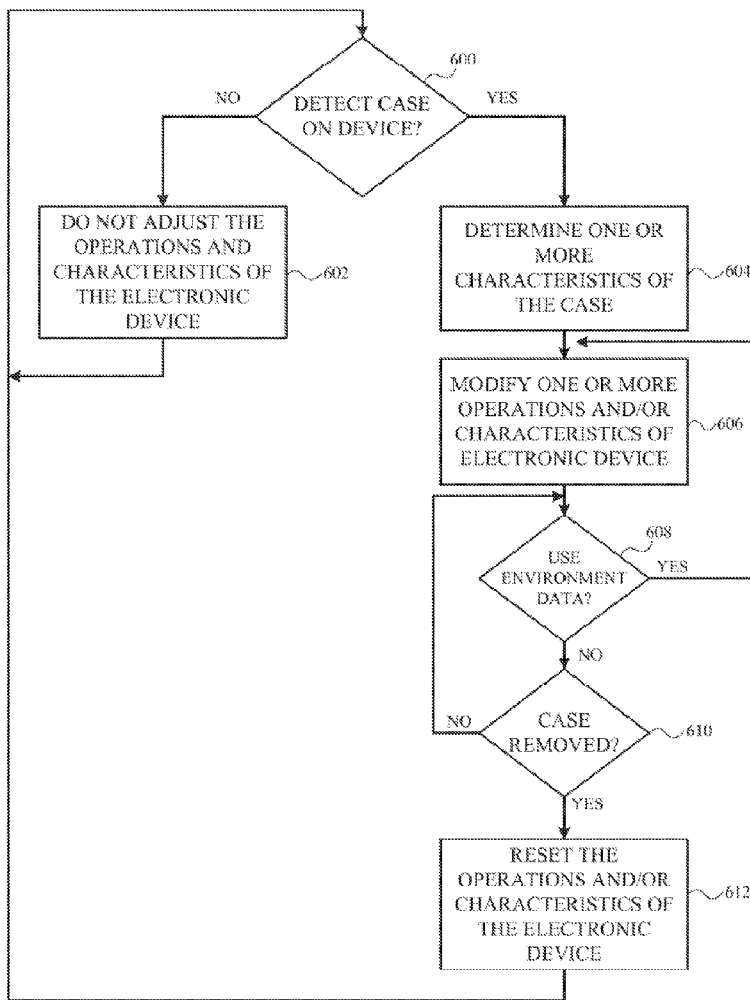 600
DETECT CASE
ON DEVICE?
NO
YES
DO NOT ADJUST THE
OPERATIONS AND
CHARACTERISTICS OF
THE ELECTRONIC
DEVICE
602
DETERMINE ONE OR
MORE
CHARACTERISTICS OF
THE CASE
604
MODIFY ONE OR MORE
OPERATIONS AND/OR
CHARACTERISTICS OF
ELECTRONIC DEVICE
606
608
USE
ENVIRONMENT
DATA?
YES
NO
CASE
REMOVED?
610
NO
YES
RESET THE
OPERATIONS AND/OR
CHARACTERISTICS OF
THE ELECTRONIC
DEVICE
612